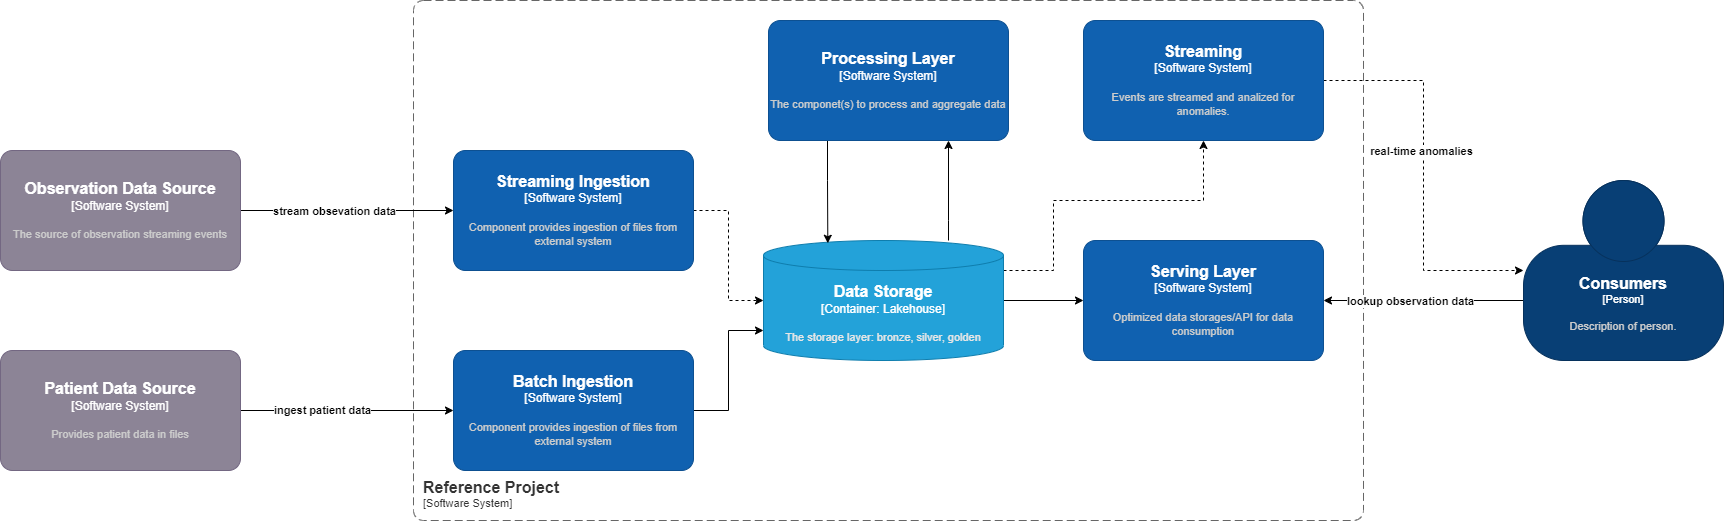 Processing Layer
[Software System]
The componet(s) to process and aggregate data
Streaming
[Software System]
Events are streamed and analized for
anomalies.
real-time anomalies
Observation Data Source
[Software System]
The source of observation streaming events
stream obsevation data
Streaming Ingestion
[Software System]
Component provides ingestion of files from
external system
Data Storage
[Container: Lakehouse]
The storage layer: bronze, silver, golden
Serving Layer
[Software System]
Optimized data storages/API for data
consumption
lookup observation data
Consumers
[Person]
Description of person.
Patient Data Source
[Software System]
Provides patient data in files
ingest patient data
Batch Ingestion
[Software System]
Component provides ingestion of files from
external system
Reference Project
[Software System]